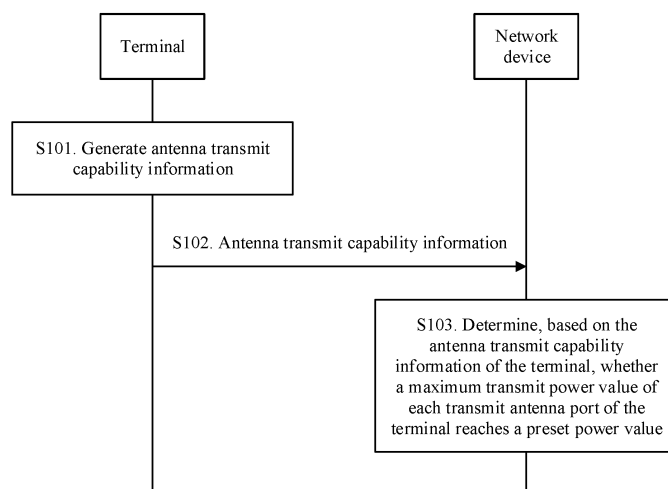 Terminal
Network
device
S101. Generate antenna transmit
capability information
S102. Antenna transmit capability information
S103. Determine, based on the
antenna transmit capability
information of the terminal, whether
a maximum transmit power value of
each transmit antenna port of the
terminal reaches a preset power value